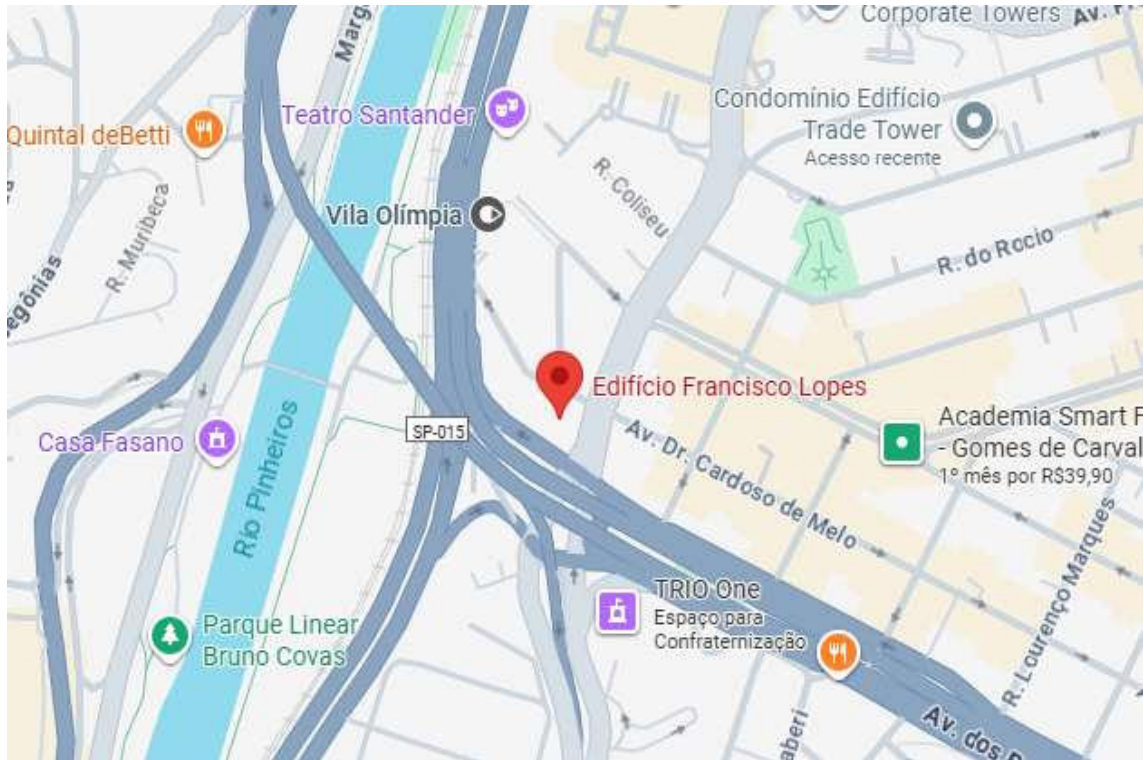 Corporate Towers
Av.
Marg
Teatro Santander
Condomínio Edifício
Trade Tower
Acesso recente
Quintal deBetti
R. Coliseu
Vila Olímpia
R. Muribeca
R. do Rocio
Edifício Francisco Lopes
Academia Smart F
- Gomes de Carval
1º mês por R$39,90
SP-015
Casa Fasano
Av. Dr. Cardoso de Melo
Rio Pinheiros
R. Lourenço Marques
TRIO One
Espaço para
Confraternização
Parque Linear
Bruno Covas
Av. dos
aberi
egônias